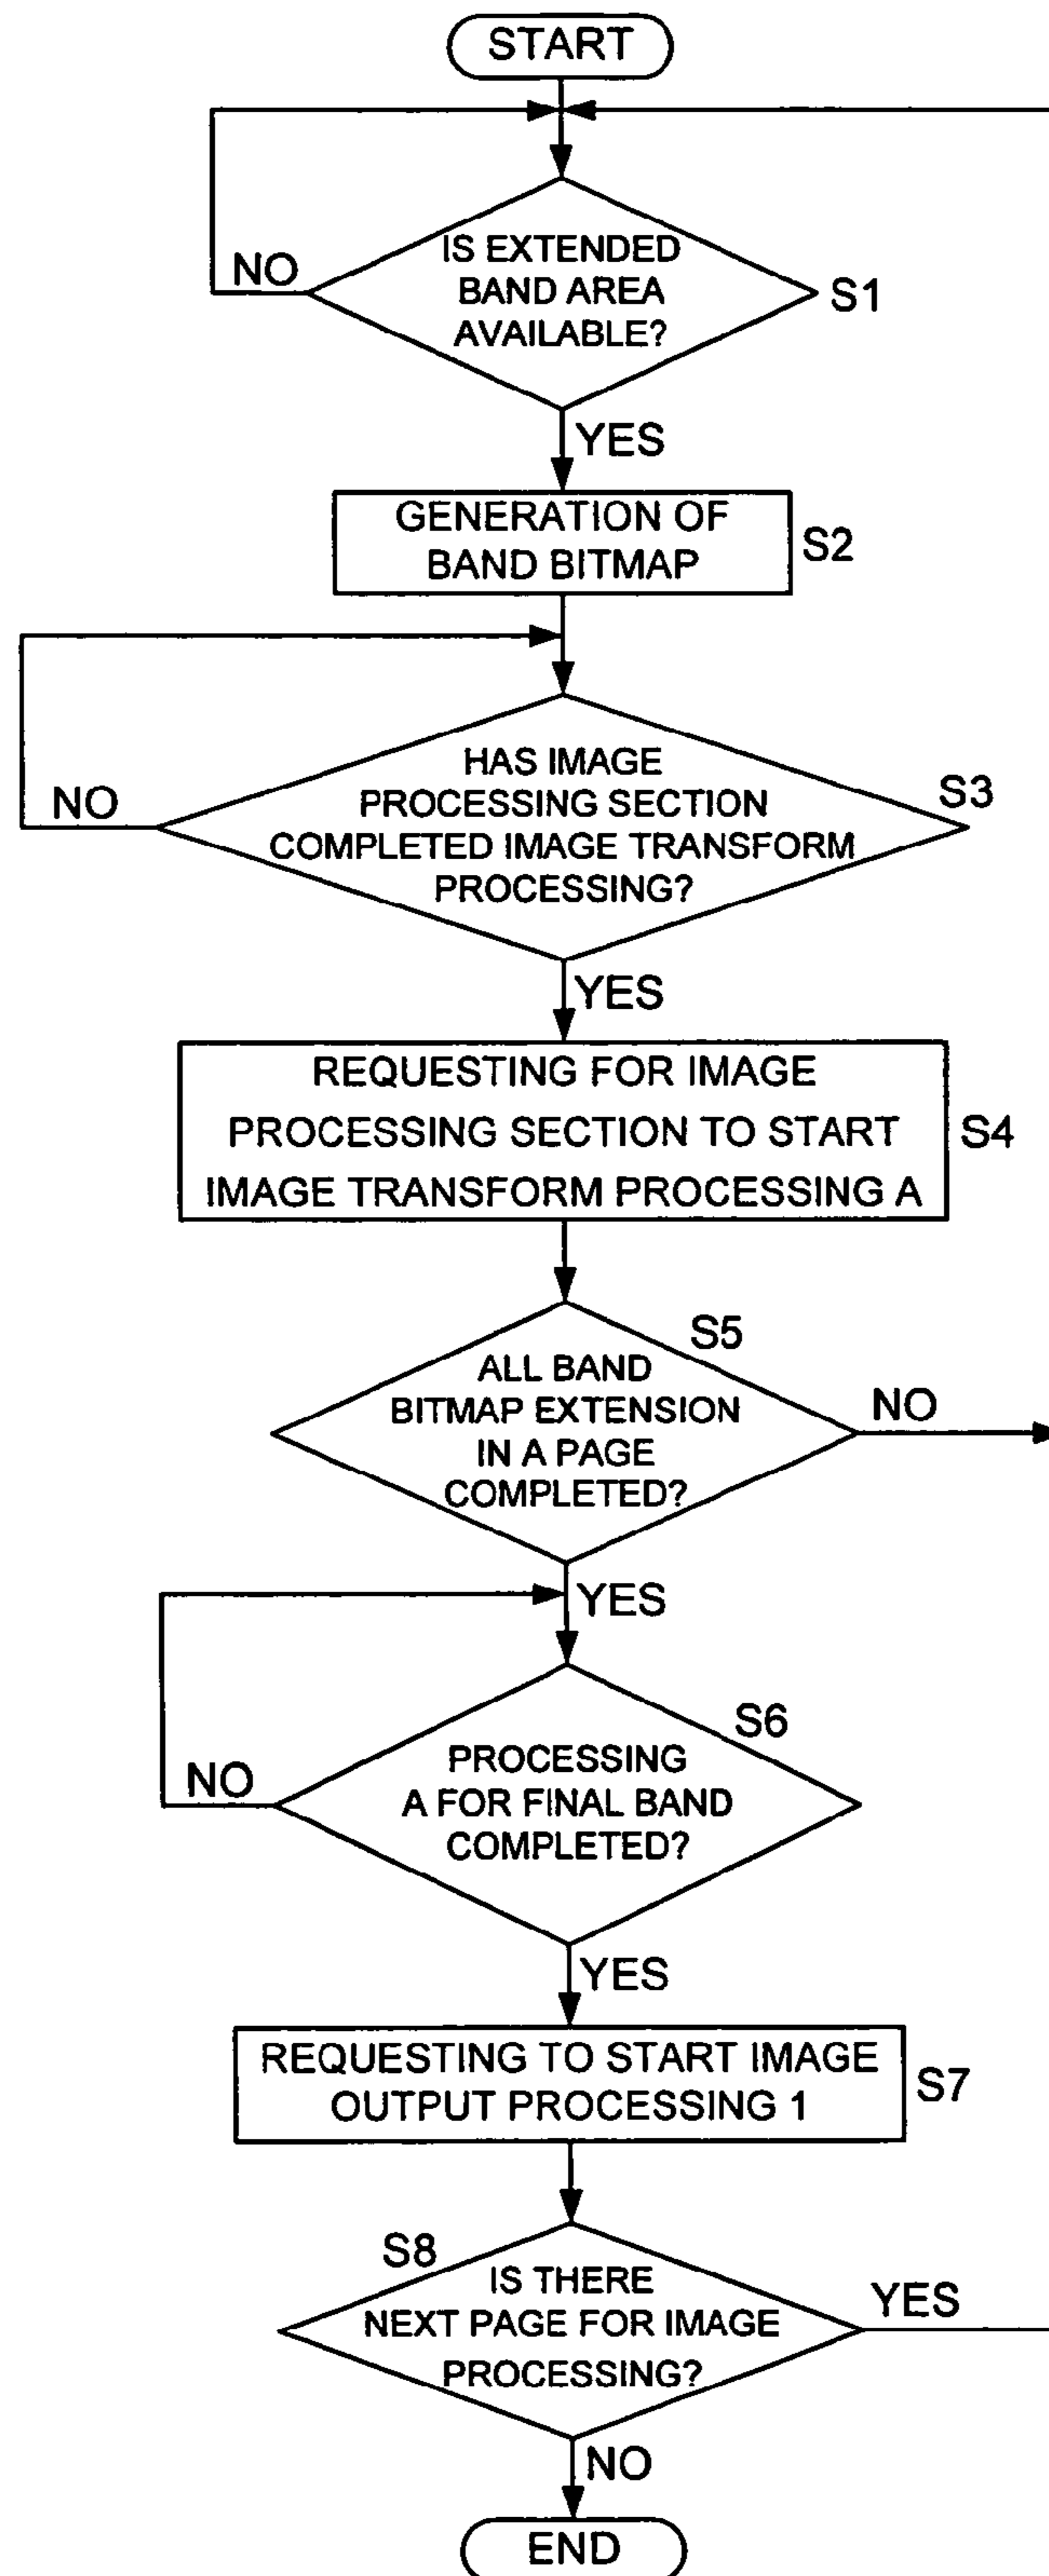 START
IS EXTENDED
BAND AREA
AVAILABLE?
S1
NO
YES
GENERATION OF
BAND BITMAP
S2
HAS IMAGE
PROCESSING SECTION
COMPLETED IMAGE TRANSFORM
PROCESSING?
S3
NO
YES
REQUESTING FOR IMAGE
PROCESSING SECTION TO START
IMAGE TRANSFORM PROCESSING A
S4
S5
ALL BAND
BITMAP EXTENSION
IN A PAGE
COMPLETED?
NO
YES
S6
PROCESSING
A FOR FINAL BAND
COMPLETED?
NO
YES
REQUESTING TO START IMAGE
OUTPUT PROCESSING 1
S7
S8
IS THERE
NEXT PAGE FOR IMAGE
PROCESSING?
YES
NO
END